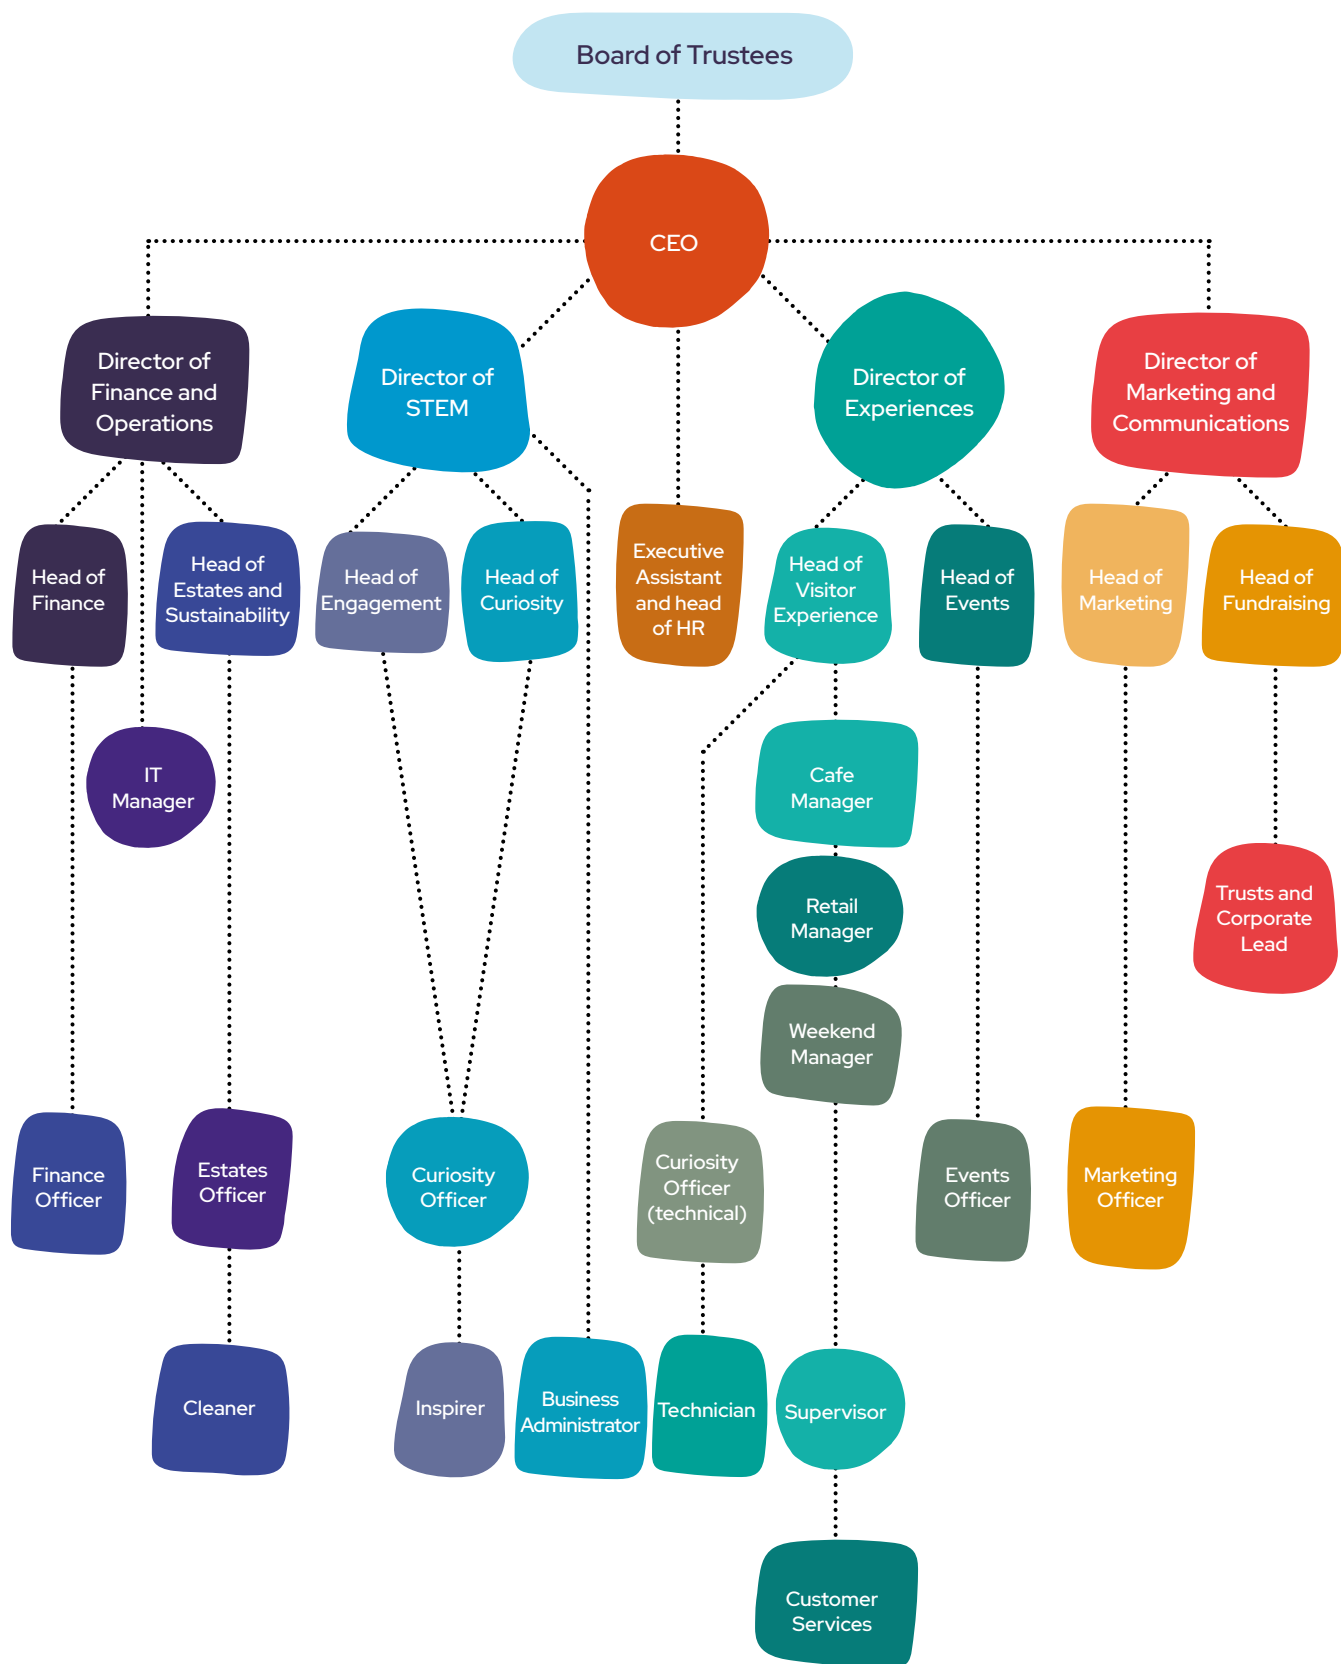 Board of Trustees
CEO
Director of
Finance and
Operations
Director of
STEM
Director of
Experiences
Director of
Marketing and
Communications
Head of
Finance
Head of
Estates and
Sustainability
Head of
Engagement
Head of
Curiosity
Executive
Assistant
and head
of HR
Head of
Visitor
Experience
Head of
Events
Head of
Marketing
Head of
Fundraising
IT
Manager
Cafe
Manager
Retail
Manager
Trusts and
Corporate
Lead
Weekend
Manager
Finance
Officer
Estates
Officer
Curiosity
Officer
Curiosity
Officer
(technical)
Events
Officer
Marketing
Officer
Cleaner
Inspirer
Business
Administrator
Technician
Supervisor
Customer
Services